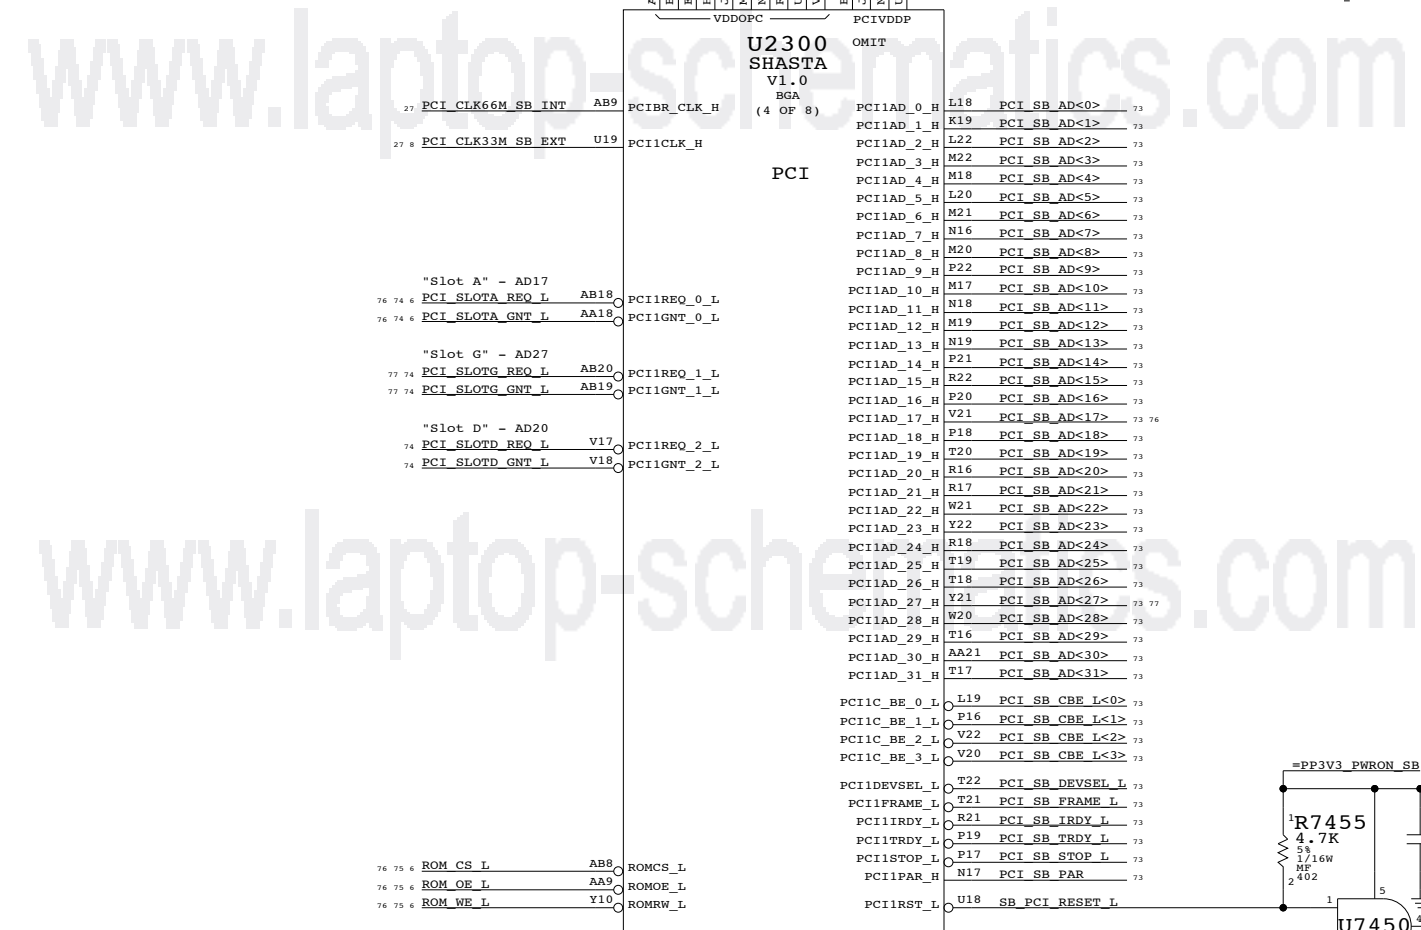 VDDOPC PCIVDDP
U2300 OMIT
SHASTA
V1.0
BGA
(4 OF 8)
PCI
www.laptop-schematics.com
27 PCI_CLK66M_SB_INT AB9 PCIBR_CLK_H
27 8 PCI_CLK33M_SB_EXT U19 PCI1CLK_H
"Slot A" - AD17
76 74 6 PCI_SLOTA_REQ_L AB18 PCI1REQ_0_L
76 74 6 PCI_SLOTA_GNT_L AA18 PCI1GNT_0_L
"Slot G" - AD27
77 74 PCI_SLOTG_REQ_L AB20 PCI1REQ_1_L
77 74 PCI_SLOTG_GNT_L AB19 PCI1GNT_1_L
"Slot D" - AD20
74 PCI_SLOTD_REQ_L V17 PCI1REQ_2_L
74 PCI_SLOTD_GNT_L V18 PCI1GNT_2_L
www.laptop-schematics.com
76 75 6 ROM_CS_L AB8 ROMCS_L
76 75 6 ROM_OE_L AA9 ROMOE_L
76 75 6 ROM_WE_L Y10 ROMRW_L
PCI1AD_0_H L18 PCI_SB_AD<0> 73
PCI1AD_1_H K19 PCI_SB_AD<1> 73
PCI1AD_2_H L22 PCI_SB_AD<2> 73
PCI1AD_3_H M22 PCI_SB_AD<3> 73
PCI1AD_4_H M18 PCI_SB_AD<4> 73
PCI1AD_5_H L20 PCI_SB_AD<5> 73
PCI1AD_6_H M21 PCI_SB_AD<6> 73
PCI1AD_7_H N16 PCI_SB_AD<7> 73
PCI1AD_8_H M20 PCI_SB_AD<8> 73
PCI1AD_9_H P22 PCI_SB_AD<9> 73
PCI1AD_10_H M17 PCI_SB_AD<10> 73
PCI1AD_11_H N18 PCI_SB_AD<11> 73
PCI1AD_12_H M19 PCI_SB_AD<12> 73
PCI1AD_13_H N19 PCI_SB_AD<13> 73
PCI1AD_14_H P21 PCI_SB_AD<14> 73
PCI1AD_15_H R22 PCI_SB_AD<15> 73
PCI1AD_16_H P20 PCI_SB_AD<16> 73
PCI1AD_17_H V21 PCI_SB_AD<17> 73 76
PCI1AD_18_H P18 PCI_SB_AD<18> 73
PCI1AD_19_H T20 PCI_SB_AD<19> 73
PCI1AD_20_H R16 PCI_SB_AD<20> 73
PCI1AD_21_H R17 PCI_SB_AD<21> 73
PCI1AD_22_H W21 PCI_SB_AD<22> 73
PCI1AD_23_H Y22 PCI_SB_AD<23> 73
PCI1AD_24_H R18 PCI_SB_AD<24> 73
PCI1AD_25_H T19 PCI_SB_AD<25> 73
PCI1AD_26_H T18 PCI_SB_AD<26> 73
PCI1AD_27_H Y21 PCI_SB_AD<27> 73 77
PCI1AD_28_H W20 PCI_SB_AD<28> 73
PCI1AD_29_H T16 PCI_SB_AD<29> 73
PCI1AD_30_H AA21 PCI_SB_AD<30> 73
PCI1AD_31_H T17 PCI_SB_AD<31> 73
PCI1C_BE_0_L L19 PCI_SB_CBE_L<0> 73
PCI1C_BE_1_L P16 PCI_SB_CBE_L<1> 73
PCI1C_BE_2_L V22 PCI_SB_CBE_L<2> 73
PCI1C_BE_3_L V20 PCI_SB_CBE_L<3> 73
PCI1DEVSEL_L T22 PCI_SB_DEVSEL_L 73
PCI1FRAME_L T21 PCI_SB_FRAME_L 73
PCI1IRDY_L R21 PCI_SB_IRDY_L 73
PCI1TRDY_L P19 PCI_SB_TRDY_L 73
PCI1STOP_L P17 PCI_SB_STOP_L 73
PCI1PAR_H N17 PCI_SB_PAR 73
PCI1RST_L U18 SB_PCI_RESET_L
=PP3V3_PWRON_SB
1 R7455
4.7K
5%
1/16W
MF
2 402
5
1
U7450 4